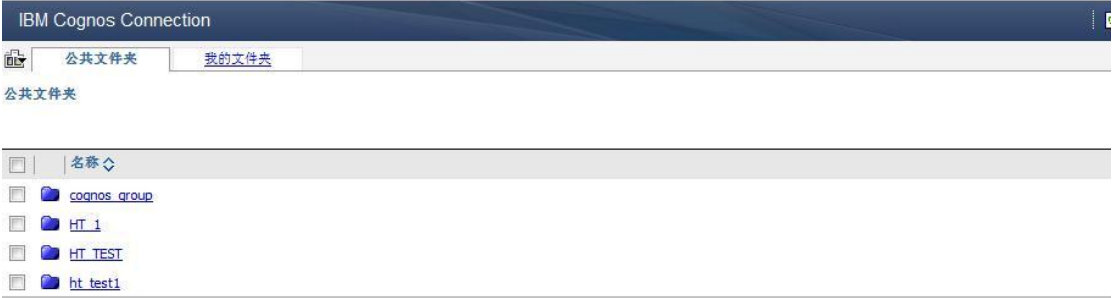 IBM Cognos Connection
公共文件夹 我的文件夹
公共文件夹
名称
cognos_group
HT_1
HT_TEST
ht_test1